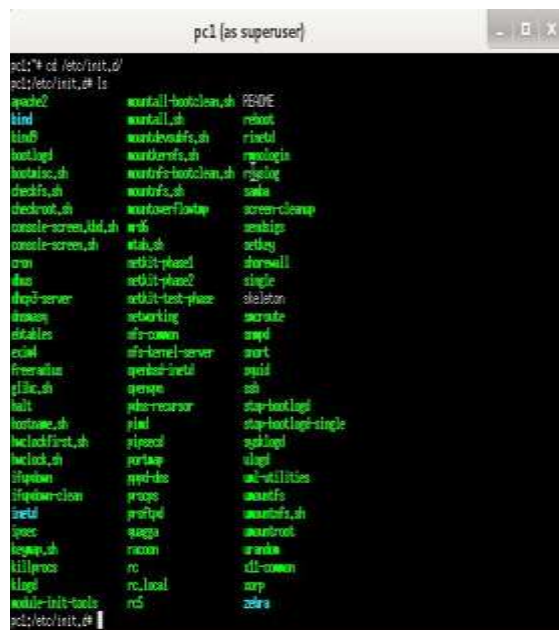 pc1 (as superuser)
pc1:~# cd /etc/init.d/
pc1:/etc/init.d# ls
apache2 mountall-bootclean.sh README
bind mountall.sh reboot
bind9 mountdevsubfs.sh rinetd
bootlogd mountkernfs.sh rmnologin
bootmisc.sh mountnfs-bootclean.sh rsyslog
checkfs.sh mountnfs.sh samba
checkroot.sh mountoverflowtmp screen-cleanup
console-screen.kbd.sh mrd6 sendsigs
console-screen.sh mtab.sh setkey
cron netkit-phase1 shorewall
dbus netkit-phase2 single
dhcp3-server netkit-test-phase skeleton
dnsmasq networking smcroute
ebtables nfs-common snmpd
exim4 nfs-kernel-server snort
freeradius openbsd-inetd squid
glibc.sh openvpn ssh
halt pdns-recursor stop-bootlogd
hostname.sh pimd stop-bootlogd-single
hwclockfirst.sh pipsecd sysklogd
hwclock.sh portmap ulogd
ifupdown pppd-dns uml-utilities
ifupdown-clean procps umountfs
inetd proftpd umountnfs.sh
ipsec quagga umountroot
keymap.sh racoon urandom
killprocs rc x11-common
klogd rc.local xorp
module-init-tools rcS zebra
pc1:/etc/init.d#